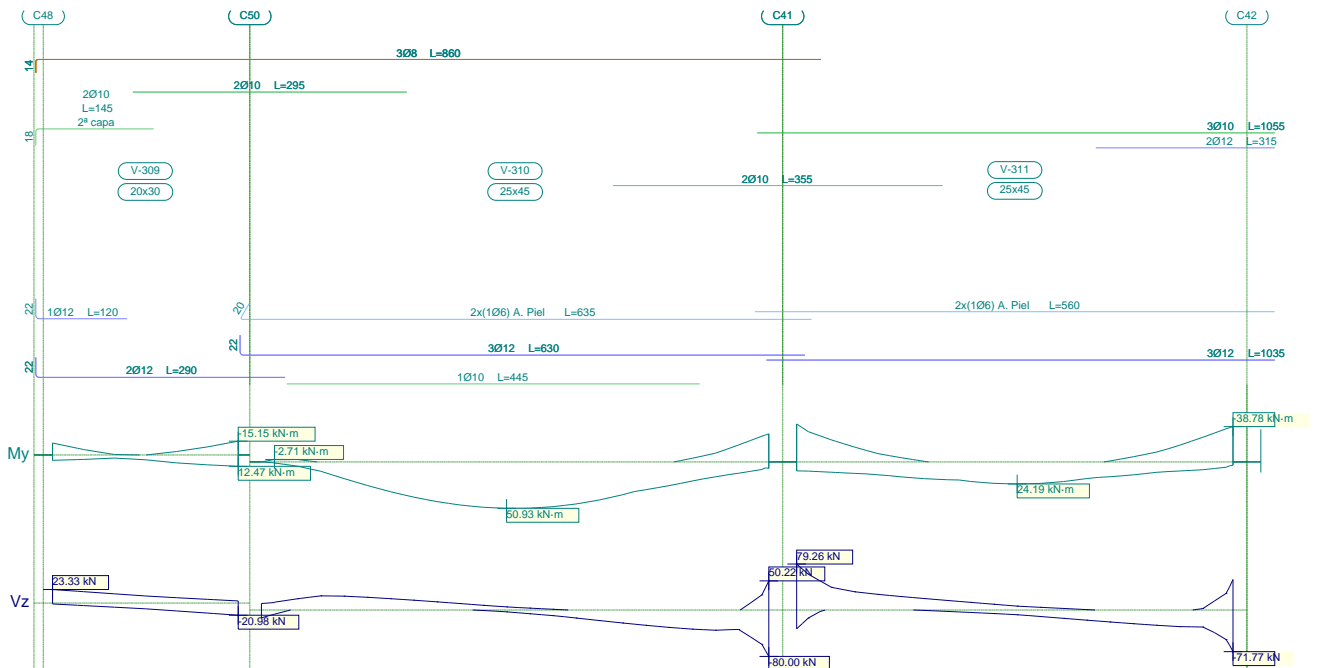 C48
C50
C41
C42
3Ø8 L=860
14
2Ø10 L=295
2Ø10
L=145
2ª capa
18
3Ø10 L=1055
2Ø12 L=315
V-309
20x30
V-310
25x45
V-311
25x45
2Ø10 L=355
22
1Ø12 L=120
20
2x(1Ø6) A. Piel L=635
2x(1Ø6) A. Piel L=560
22
3Ø12 L=630
3Ø12 L=1035
22
2Ø12 L=290
1Ø10 L=445
My
-15.15 kN·m
-2.71 kN·m
12.47 kN·m
50.93 kN·m
24.19 kN·m
-38.78 kN·m
Vz
23.33 kN
-20.98 kN
50.22 kN
79.26 kN
-80.00 kN
-71.77 kN